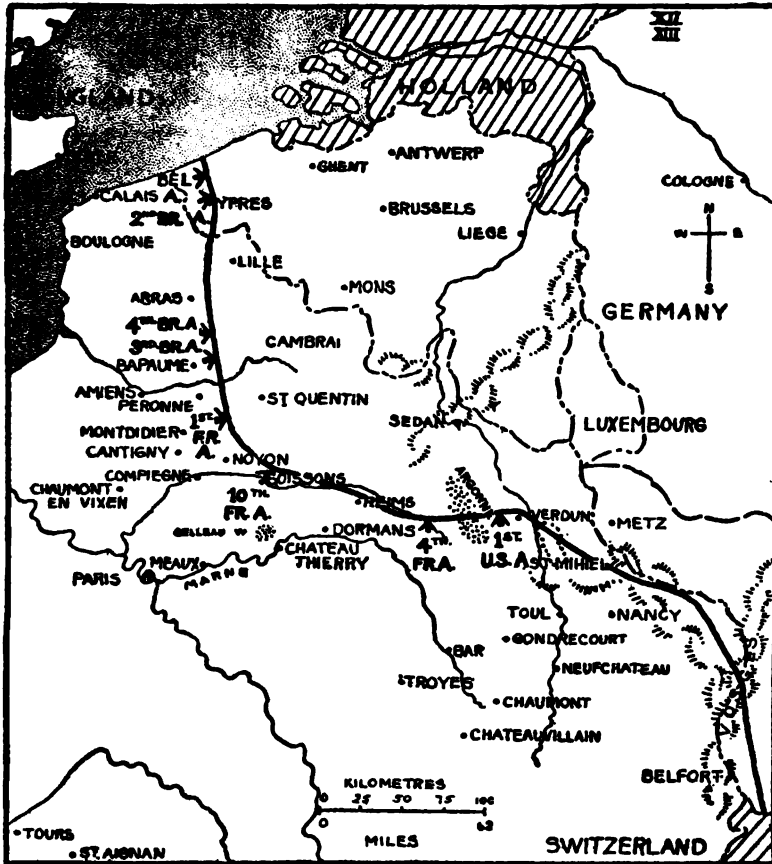 XII
XIII
HOLLAND
GHENT
ANTWERP
BEL.
A.
CALAIS
YPRES
2ND BR. A.
BRUSSELS
COLOGNE
N
W E
S
BOULOGNE
LIEGE
LILLE
MONS
ARRAS
GERMANY
4TH BR.A.
3RD BR.A.
CAMBRAI
BAPAUME
AMIENS
PERONNE
ST QUENTIN
1ST.
FR.
A.
MONTDIDIER
SEDAN
LUXEMBOURG
CANTIGNY
NOYON
COMPIEGNE
SOISSONS
CHAUMONT
EN VIXEN
ARGONNE
REIMS
10TH
FR. A.
VERDUN
METZ
BELLEAU W
DORMANS
4TH
FR.A.
1ST.
U.S.A
ST MIHIEL
CHATEAU
THIERRY
PARIS
MEAUX
MARNE
TOUL
NANCY
GONDRECOURT
BAR
NEUFCHATEAU
TROYES
CHAUMONT
VOSGES
CHATEAUVILLAIN
BELFORT
KILOMETRES
0 25 50 75 100
0 62
MILES
TOURS
ST. AIGNAN
SWITZERLAND